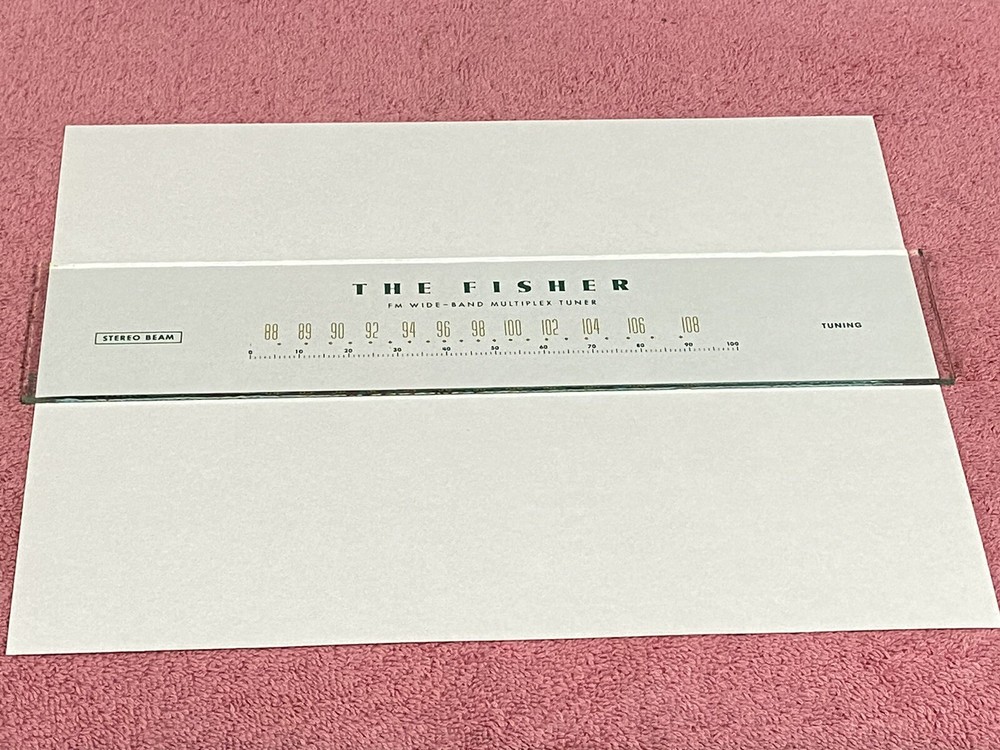 THE FISHER
FM WIDE-BAND MULTIPLEX TUNER
STEREO BEAM
88 89 90 92 94 96 98 100 102 104 106 108
TUNING
0 10 20 30 40 50 60 70 80 90 100